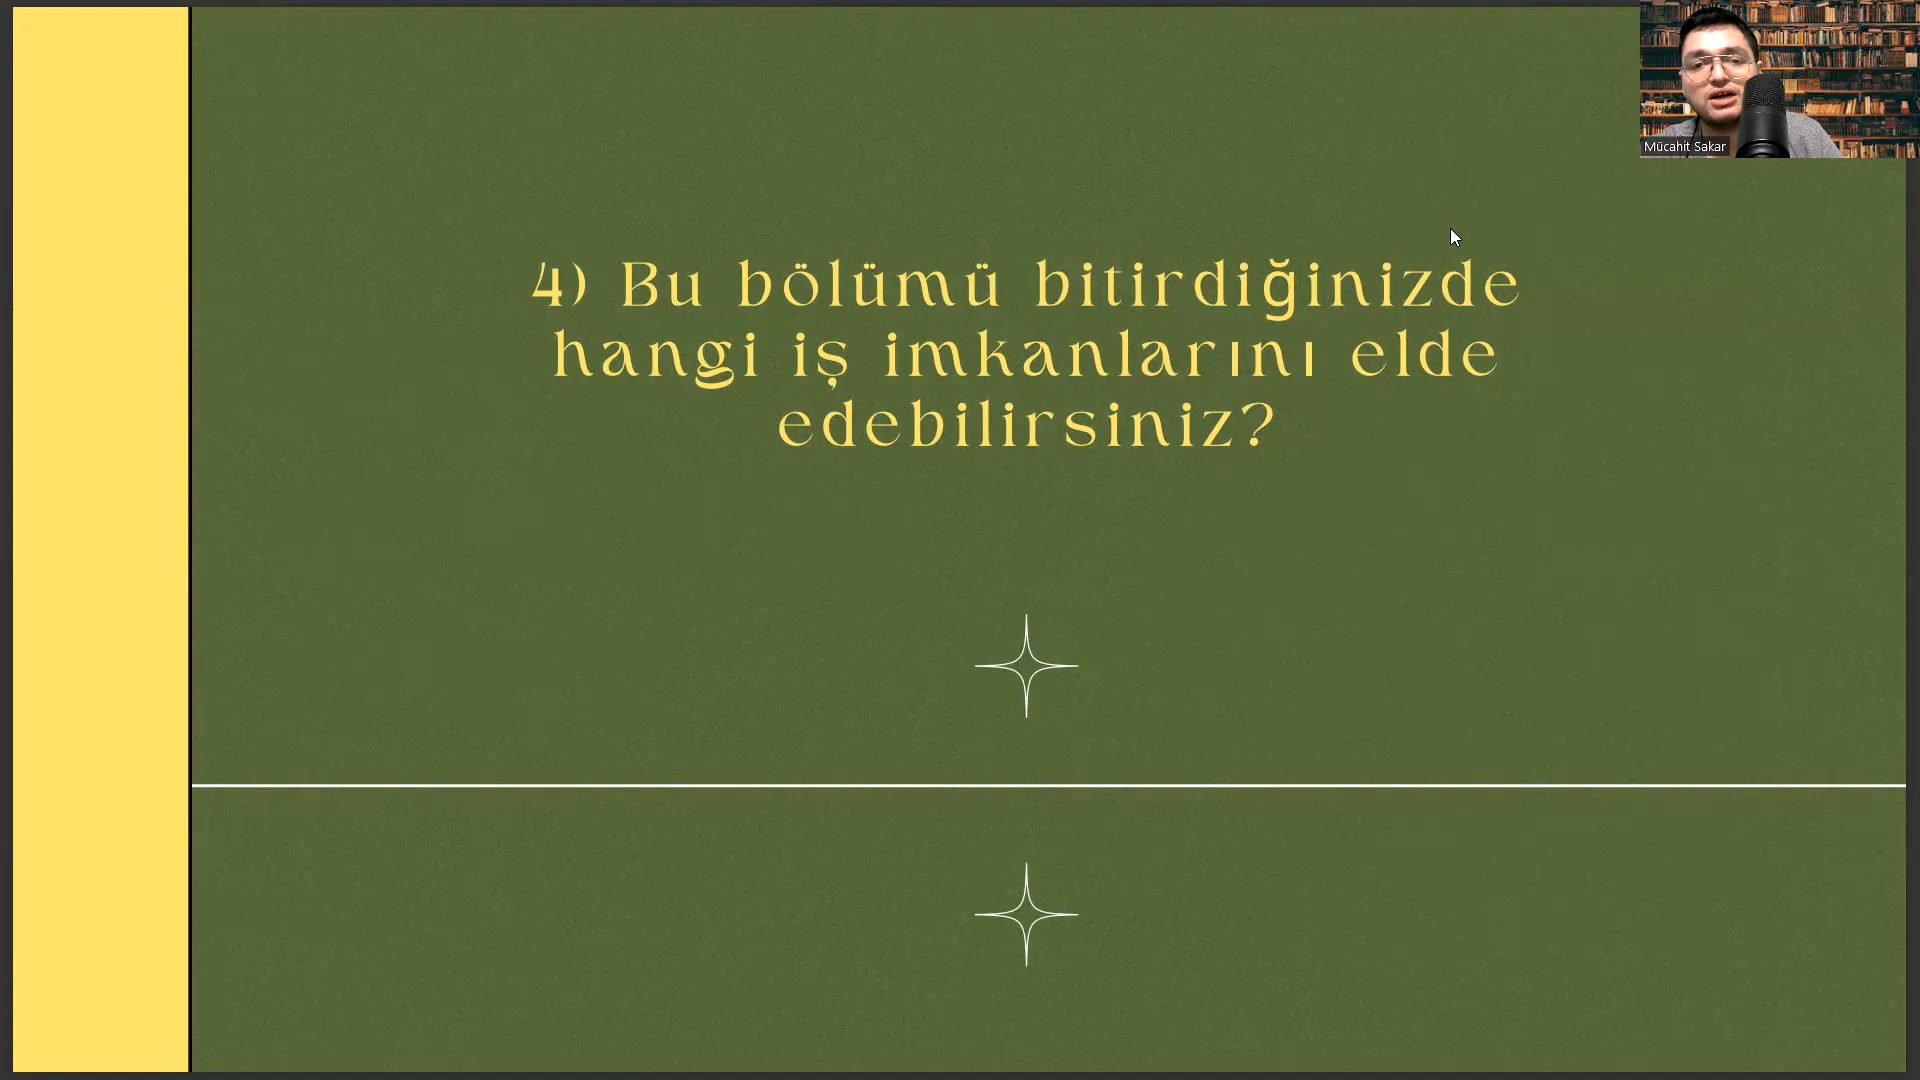 Mücahit Sakar
4) Bu bölümü bitirdiğinizde
hangi iş imkanlarını elde
edebilirsiniz?